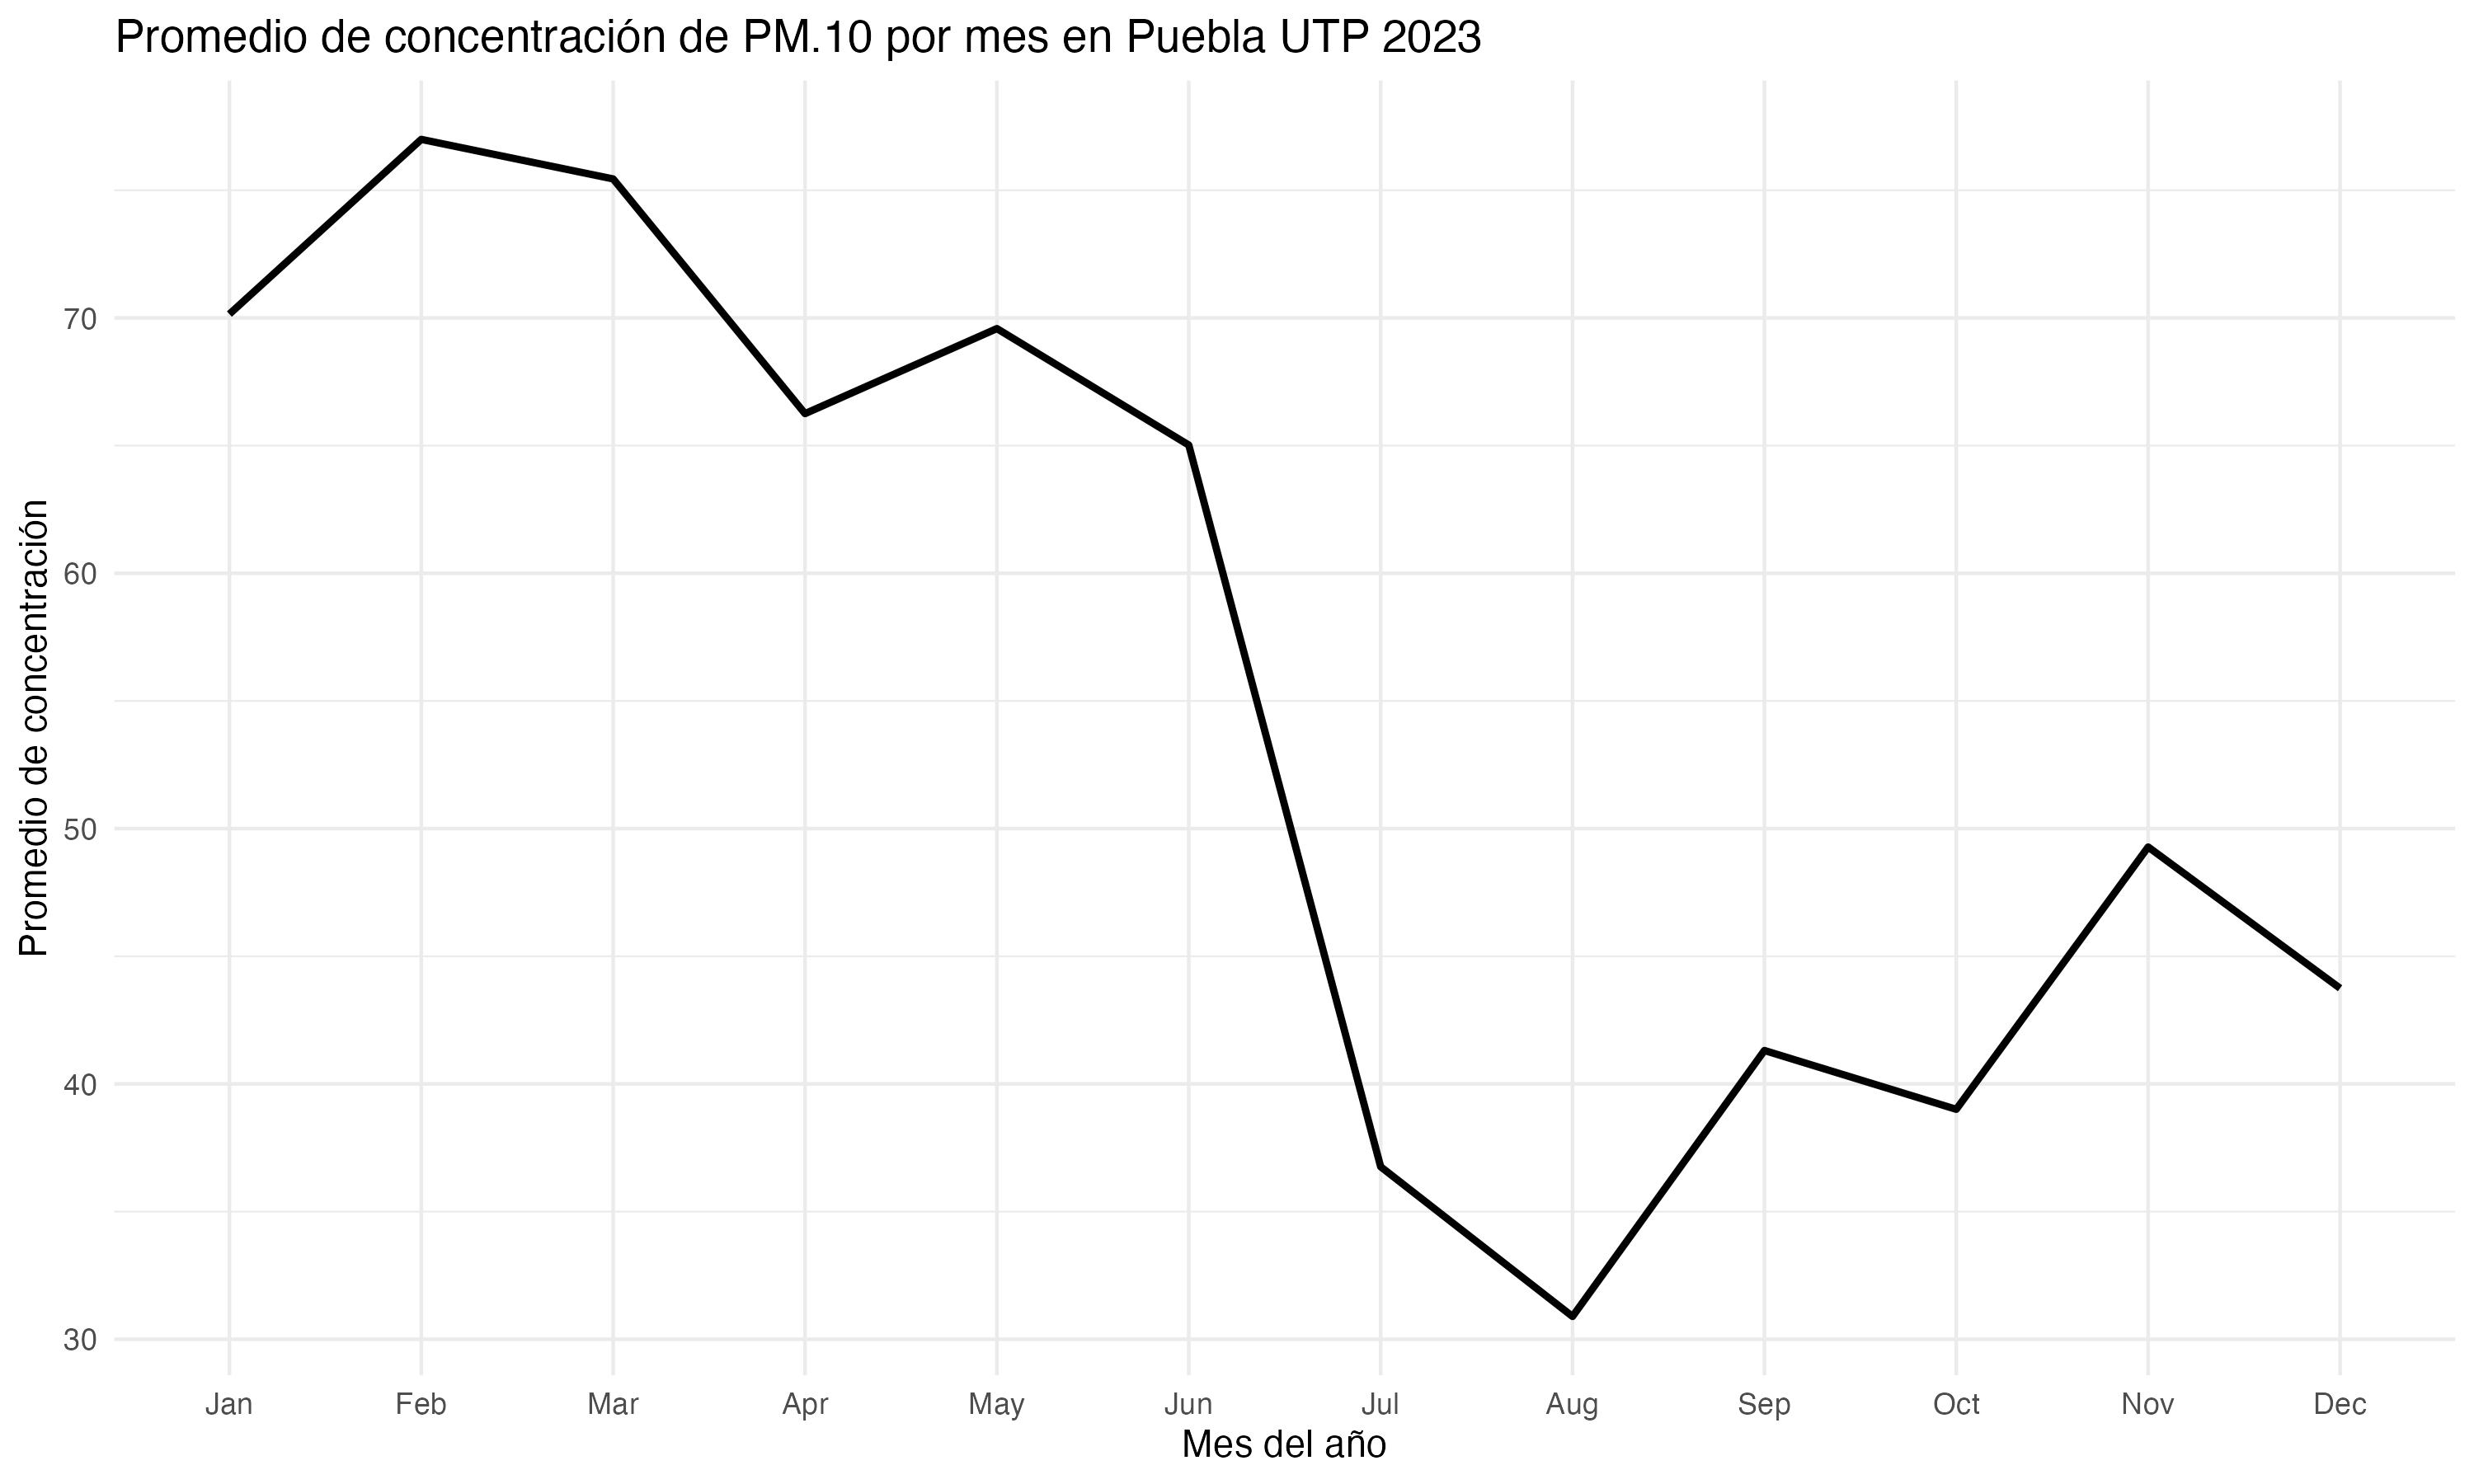 Promedio de concentración de PM.10 por mes en Puebla UTP 2023
Promedio de concentración
70
60
50
40
30
Jan Feb Mar Apr May Jun Jul Aug Sep Oct Nov Dec
Mes del año